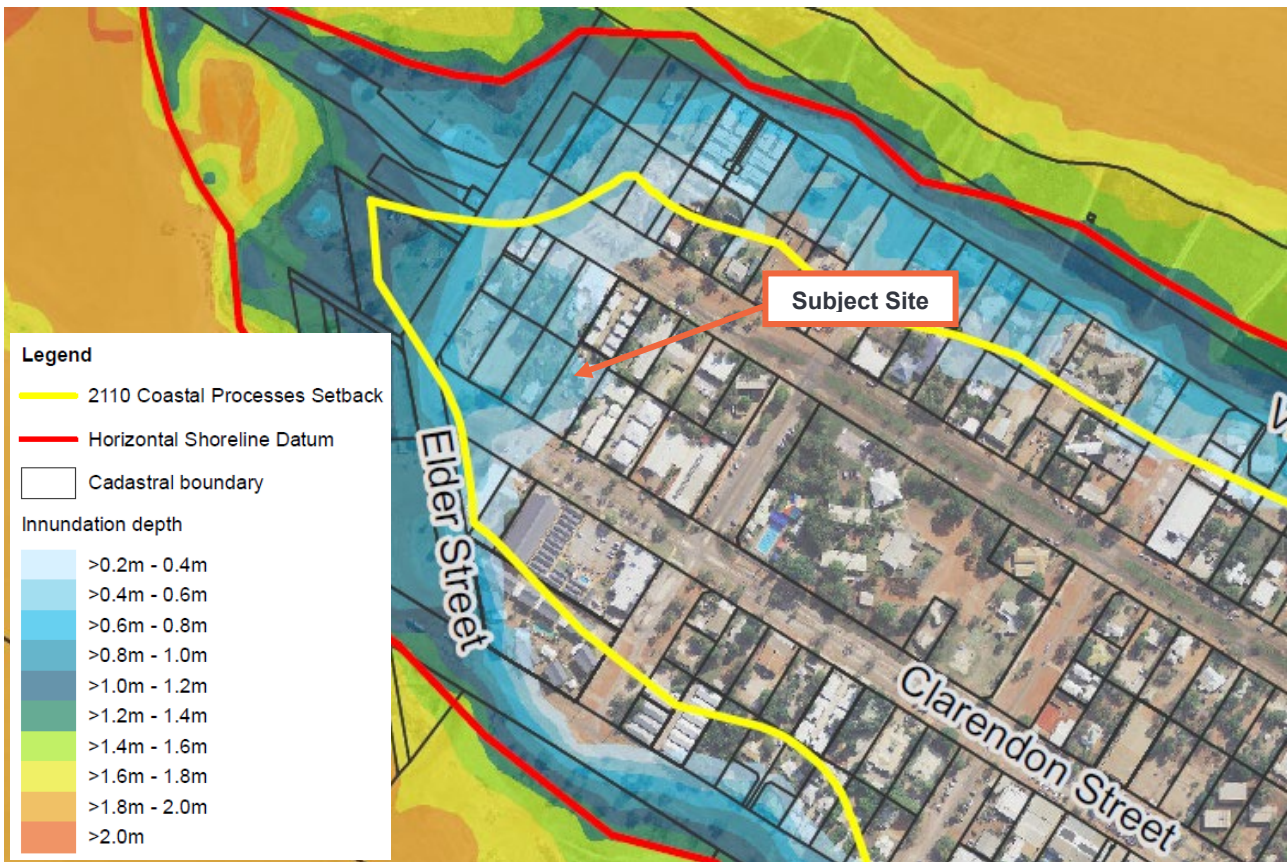 Subject Site
Legend
2110 Coastal Processes Setback
Horizontal Shoreline Datum
Cadastral boundary
Innundation depth
>0.2m - 0.4m
>0.4m - 0.6m
>0.6m - 0.8m
>0.8m - 1.0m
>1.0m - 1.2m
>1.2m - 1.4m
>1.4m - 1.6m
>1.6m - 1.8m
>1.8m - 2.0m
>2.0m
Elder Street
Clarendon Street